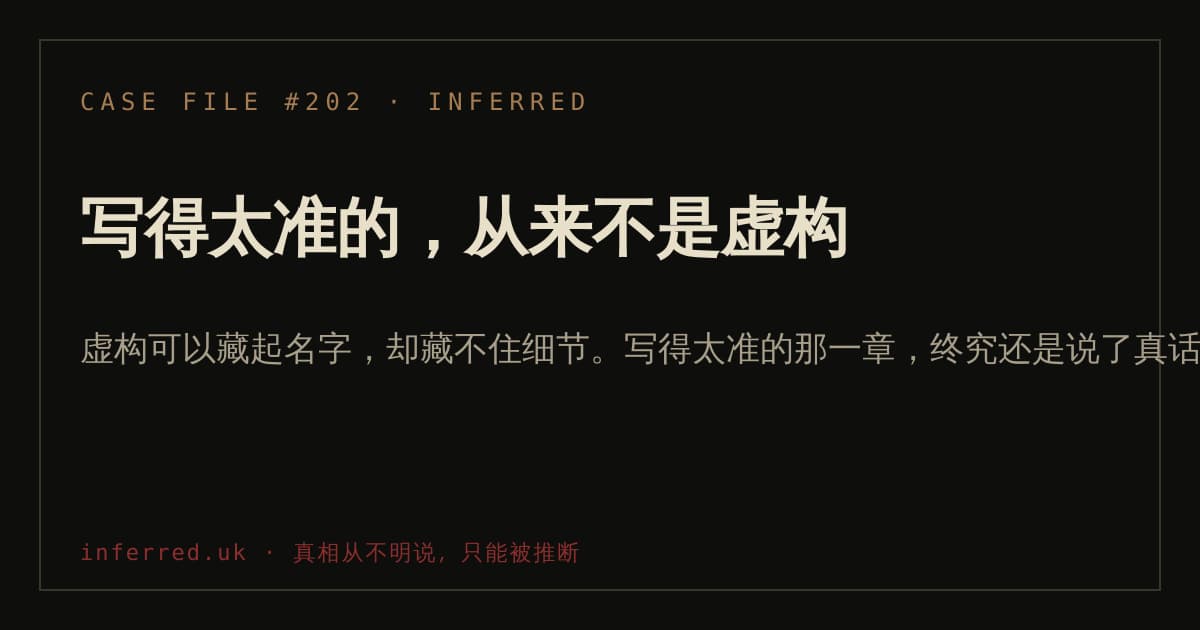 CASE FILE #202 · INFERRED
写得太准的，从来不是虚构
虚构可以藏起名字，却藏不住细节。写得太准的那一章，终究还是说了真话
inferred.uk · 真相从不明说，只能被推断